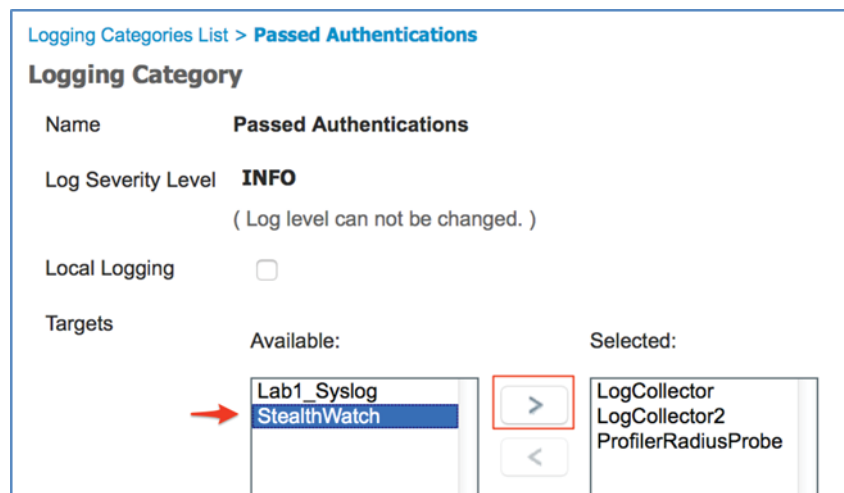 Logging Categories List > Passed Authentications
Logging Category
Name Passed Authentications
Log Severity Level INFO
( Log level can not be changed. )
Local Logging
Targets
Available: Selected:
Lab1_Syslog
StealthWatch
>
<
LogCollector
LogCollector2
ProfilerRadiusProbe